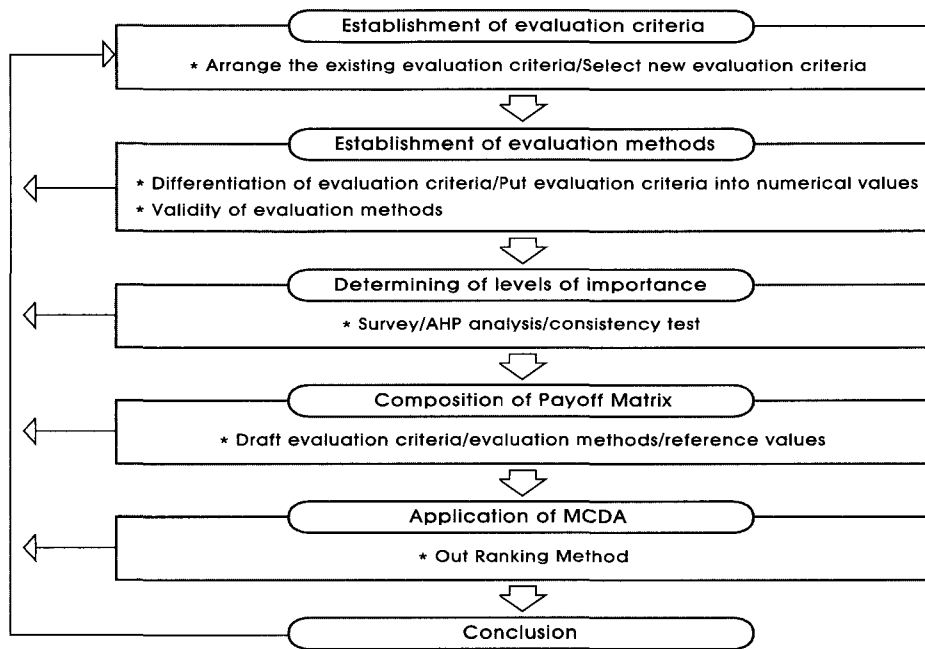 Establishment of evaluation criteria
* Arrange the existing evaluation criteria/Select new evaluation criteria
Establishment of evaluation methods
* Differentiation of evaluation criteria/Put evaluation criteria into numerical values
* Validity of evaluation methods
Determining of levels of importance
* Survey/AHP analysis/consistency test
Composition of Payoff Matrix
* Draft evaluation criteria/evaluation methods/reference values
Application of MCDA
* Out Ranking Method
Conclusion